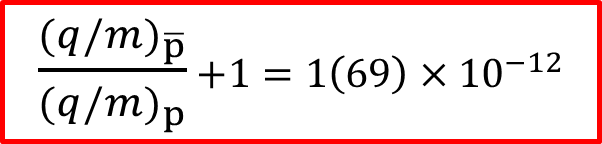 (q/m)p̅ / (q/m)p +1 = 1(69) × 10⁻¹²